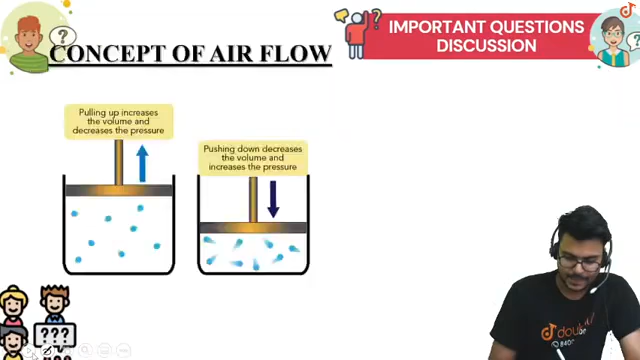 CONCEPT OF AIR FLOW
IMPORTANT QUESTIONS
DISCUSSION
Pulling up increases
the volume and
decreases the pressure
Pushing down decreases
the volume and
increases the pressure
???